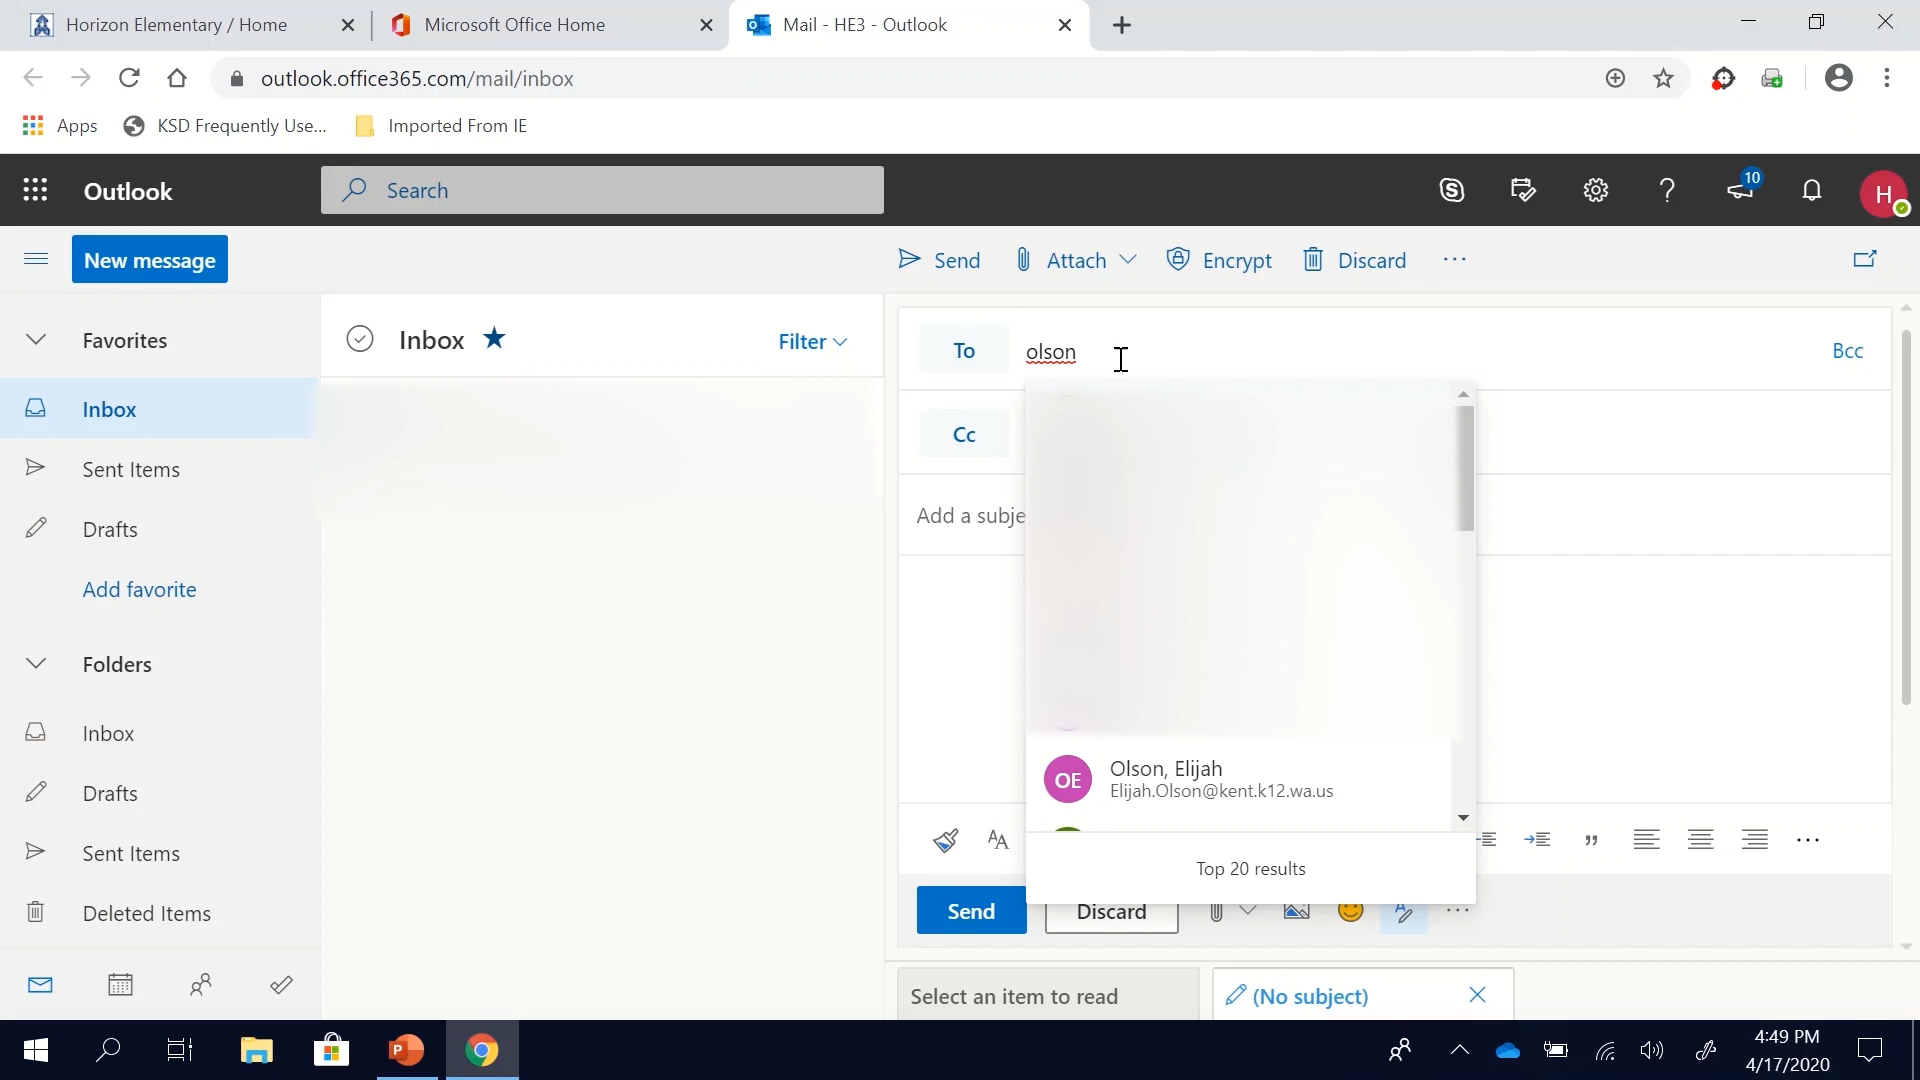 Horizon Elementary / Home
Microsoft Office Home
Mail - HE3 - Outlook
outlook.office365.com/mail/inbox
Apps
KSD Frequently Use...
Imported From IE
Outlook
Search
10
H
New message
Send
Attach
Encrypt
Discard
Favorites
Inbox
Filter
To
olson
Bcc
Inbox
Cc
Sent Items
Add a subje
Drafts
Add favorite
Folders
Inbox
OE
Olson, Elijah
Elijah.Olson@kent.k12.wa.us
Drafts
Sent Items
Top 20 results
Deleted Items
Send
Discard
Select an item to read
(No subject)
4:49 PM
4/17/2020